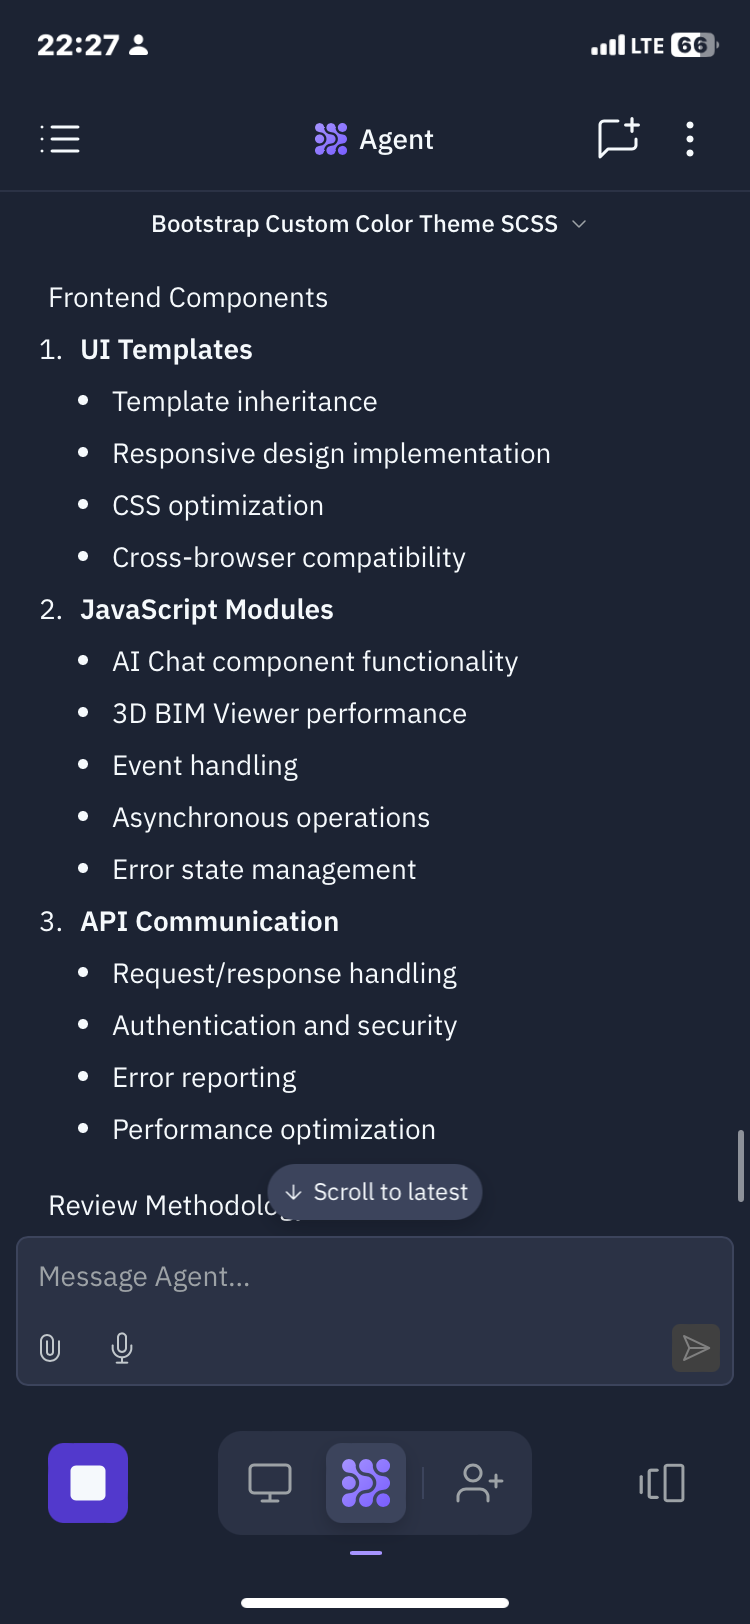 22:27
LTE 66
Agent
Bootstrap Custom Color Theme SCSS
Frontend Components
1. UI Templates
• Template inheritance
• Responsive design implementation
• CSS optimization
• Cross-browser compatibility
2. JavaScript Modules
• AI Chat component functionality
• 3D BIM Viewer performance
• Event handling
• Asynchronous operations
• Error state management
3. API Communication
• Request/response handling
• Authentication and security
• Error reporting
• Performance optimization
Review Methodology
↓ Scroll to latest
Message Agent...